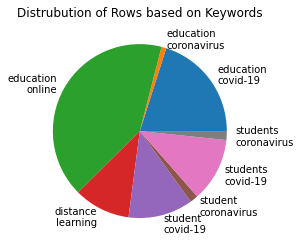 Distrubution of Rows based on Keywords
education
coronavirus
education
covid-19
education
online
students
coronavirus
students
covid-19
student
coronavirus
student
covid-19
distance
learning